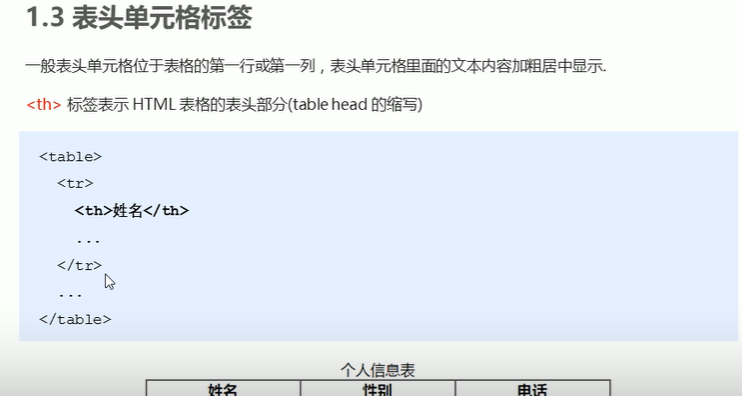 1.3 表头单元格标签
一般表头单元格位于表格的第一行或第一列，表头单元格里面的文本内容加粗居中显示.
<th> 标签表示 HTML 表格的表头部分(table head 的缩写)
<table>
<tr>
<th>姓名</th>
...
</tr>
...
</table>
个人信息表
姓名 性别 电话